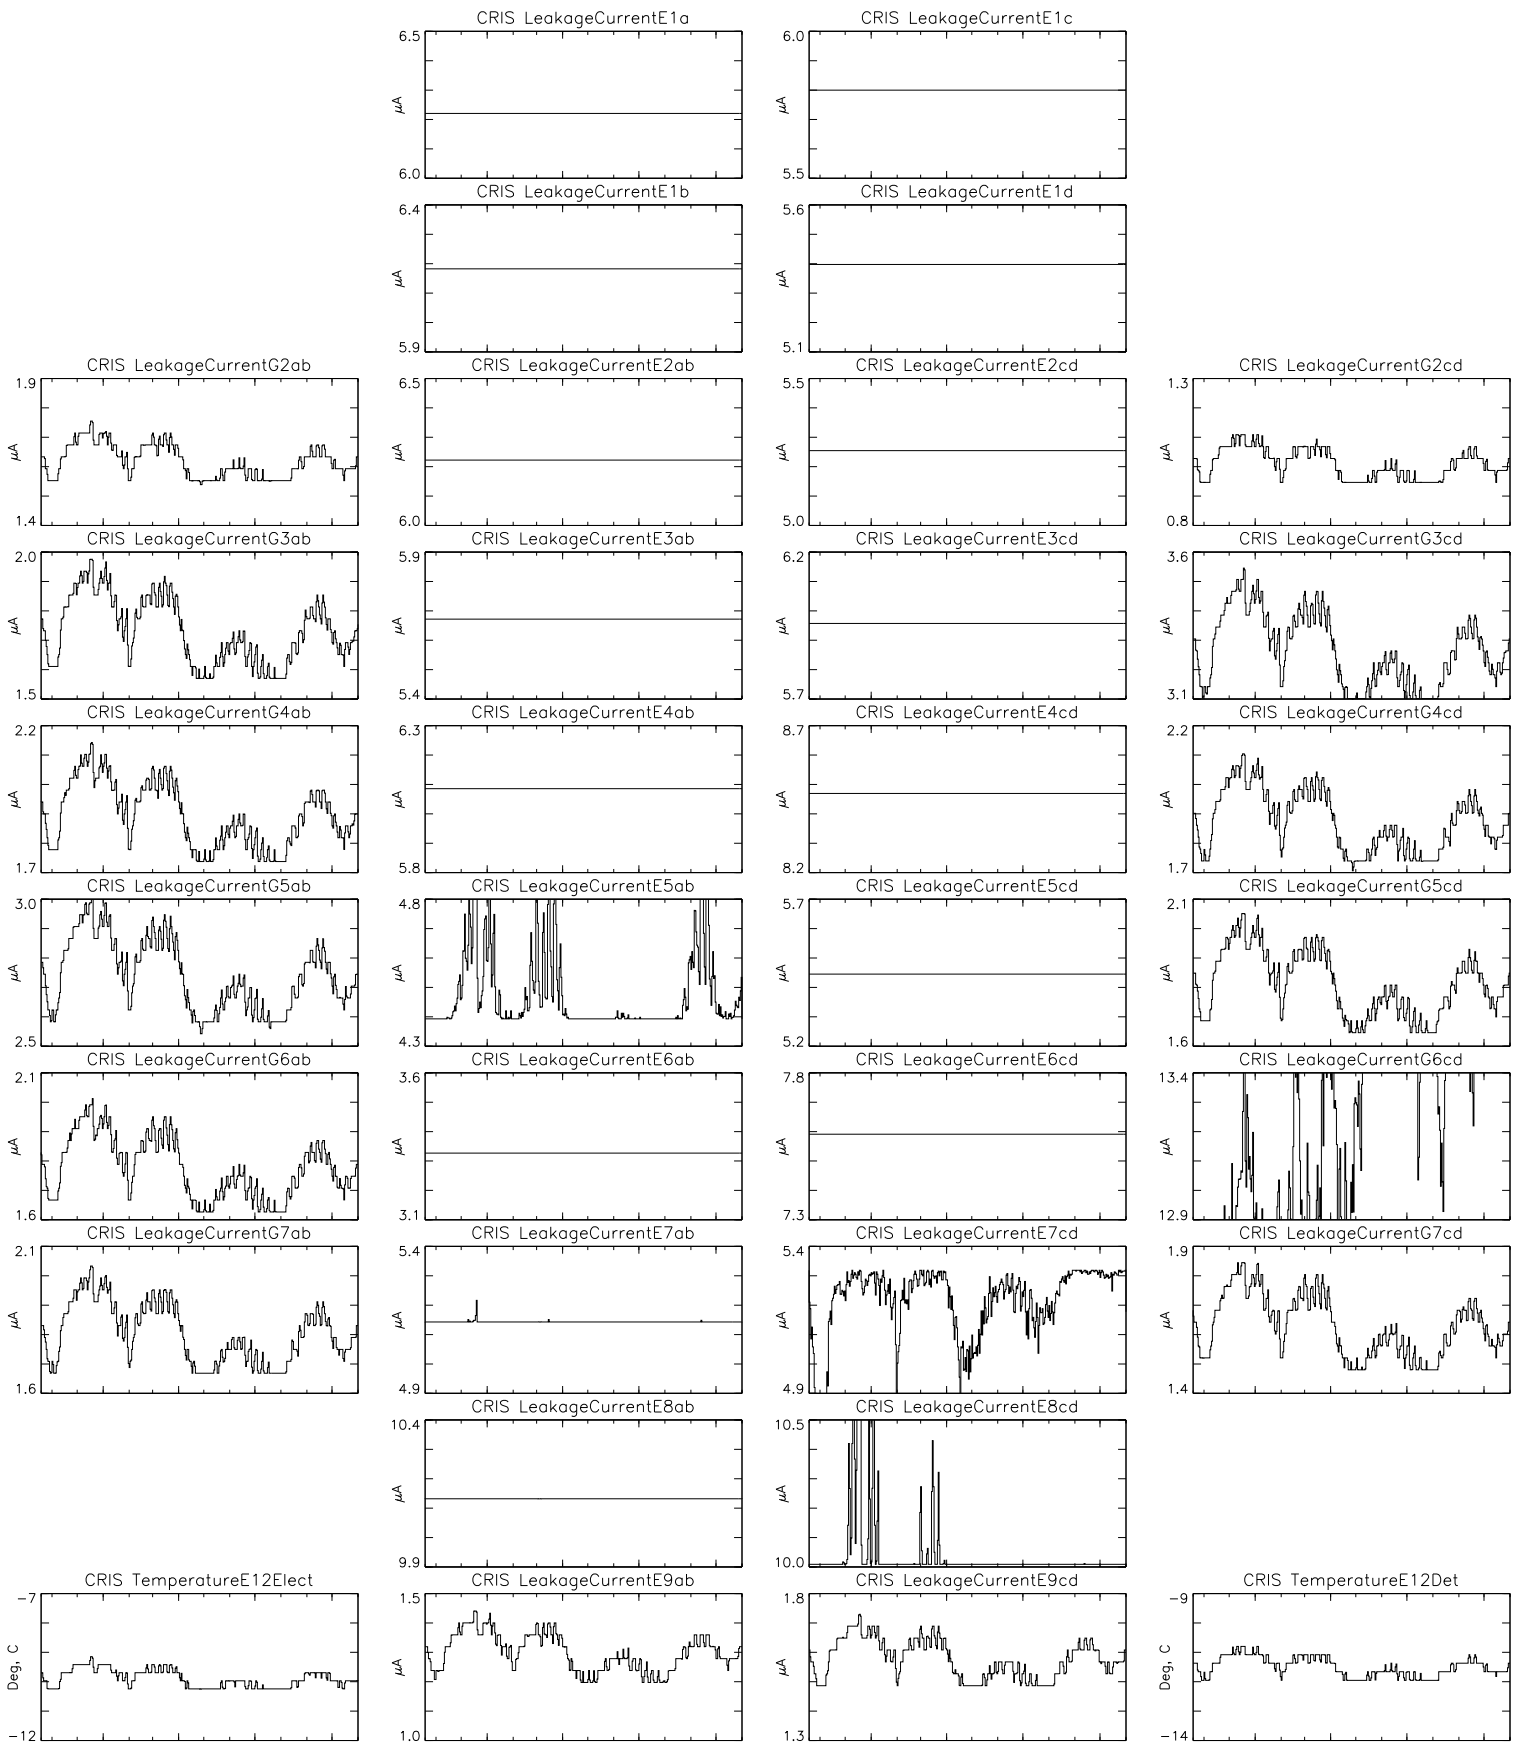 CRIS LeakageCurrentE1a CRIS LeakageCurrentE1c
6.5 6.0
µA µA
6.0 5.5
CRIS LeakageCurrentE1b CRIS LeakageCurrentE1d
6.4 5.6
µA µA
5.9 5.1
CRIS LeakageCurrentG2ab CRIS LeakageCurrentE2ab CRIS LeakageCurrentE2cd CRIS LeakageCurrentG2cd
1.9 6.5 5.5 1.3
µA µA µA µA
1.4 6.0 5.0 0.8
CRIS LeakageCurrentG3ab CRIS LeakageCurrentE3ab CRIS LeakageCurrentE3cd CRIS LeakageCurrentG3cd
2.0 5.9 6.2 3.6
µA µA µA µA
1.5 5.4 5.7 3.1
CRIS LeakageCurrentG4ab CRIS LeakageCurrentE4ab CRIS LeakageCurrentE4cd CRIS LeakageCurrentG4cd
2.2 6.3 8.7 2.2
µA µA µA µA
1.7 5.8 8.2 1.7
CRIS LeakageCurrentG5ab CRIS LeakageCurrentE5ab CRIS LeakageCurrentE5cd CRIS LeakageCurrentG5cd
3.0 4.8 5.7 2.1
µA µA µA µA
2.5 4.3 5.2 1.6
CRIS LeakageCurrentG6ab CRIS LeakageCurrentE6ab CRIS LeakageCurrentE6cd CRIS LeakageCurrentG6cd
2.1 3.6 7.8 13.4
µA µA µA µA
1.6 3.1 7.3 12.9
CRIS LeakageCurrentG7ab CRIS LeakageCurrentE7ab CRIS LeakageCurrentE7cd CRIS LeakageCurrentG7cd
2.1 5.4 5.4 1.9
µA µA µA µA
1.6 4.9 4.9 1.4
CRIS LeakageCurrentE8ab CRIS LeakageCurrentE8cd
10.4 10.5
µA µA
9.9 10.0
CRIS TemperatureE12Elect CRIS LeakageCurrentE9ab CRIS LeakageCurrentE9cd CRIS TemperatureE12Det
-7 1.5 1.8 -9
Deg, C µA µA Deg, C
-12 1.0 1.3 -14